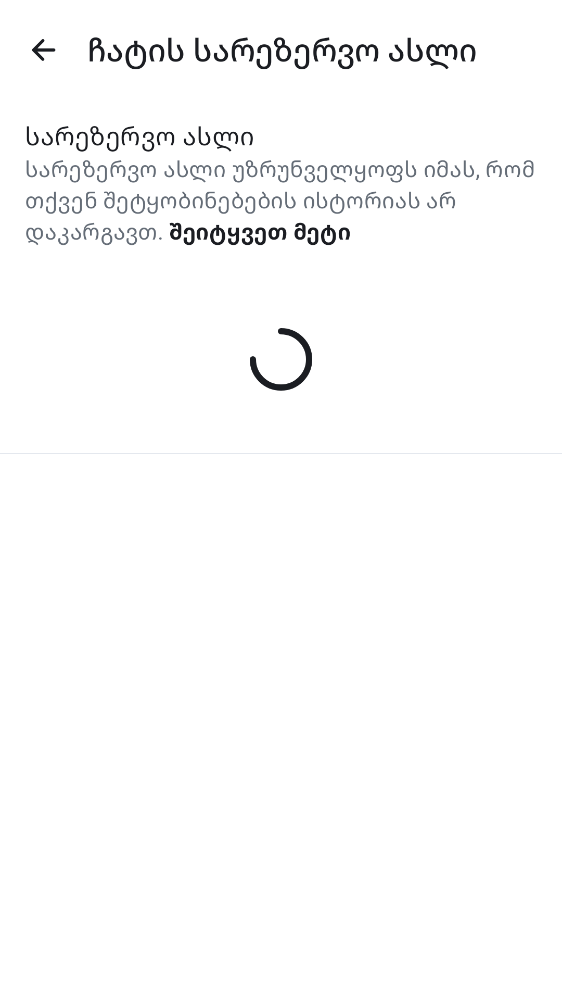 ჩატის სარეზერვო ასლი
სარეზერვო ასლი
სარეზერვო ასლი უზრუნველყოფს იმას, რომ
თქვენ შეტყობინებების ისტორიას არ
დაკარგავთ. შეიტყვეთ მეტი